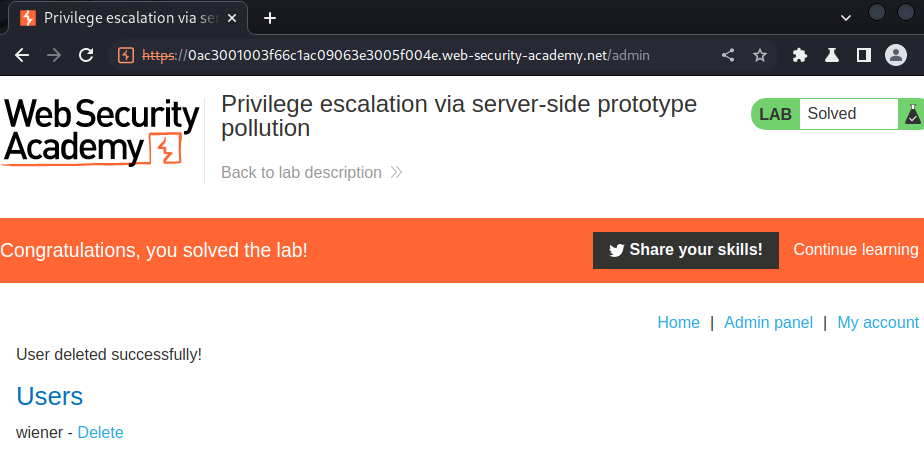 Privilege escalation via ser
https://0ac3001003f66c1ac09063e3005f004e.web-security-academy.net/admin
Web Security
Academy
Privilege escalation via server-side prototype
pollution
LAB Solved
Back to lab description
Congratulations, you solved the lab!
Share your skills! Continue learning
Home | Admin panel | My account
User deleted successfully!
Users
wiener - Delete